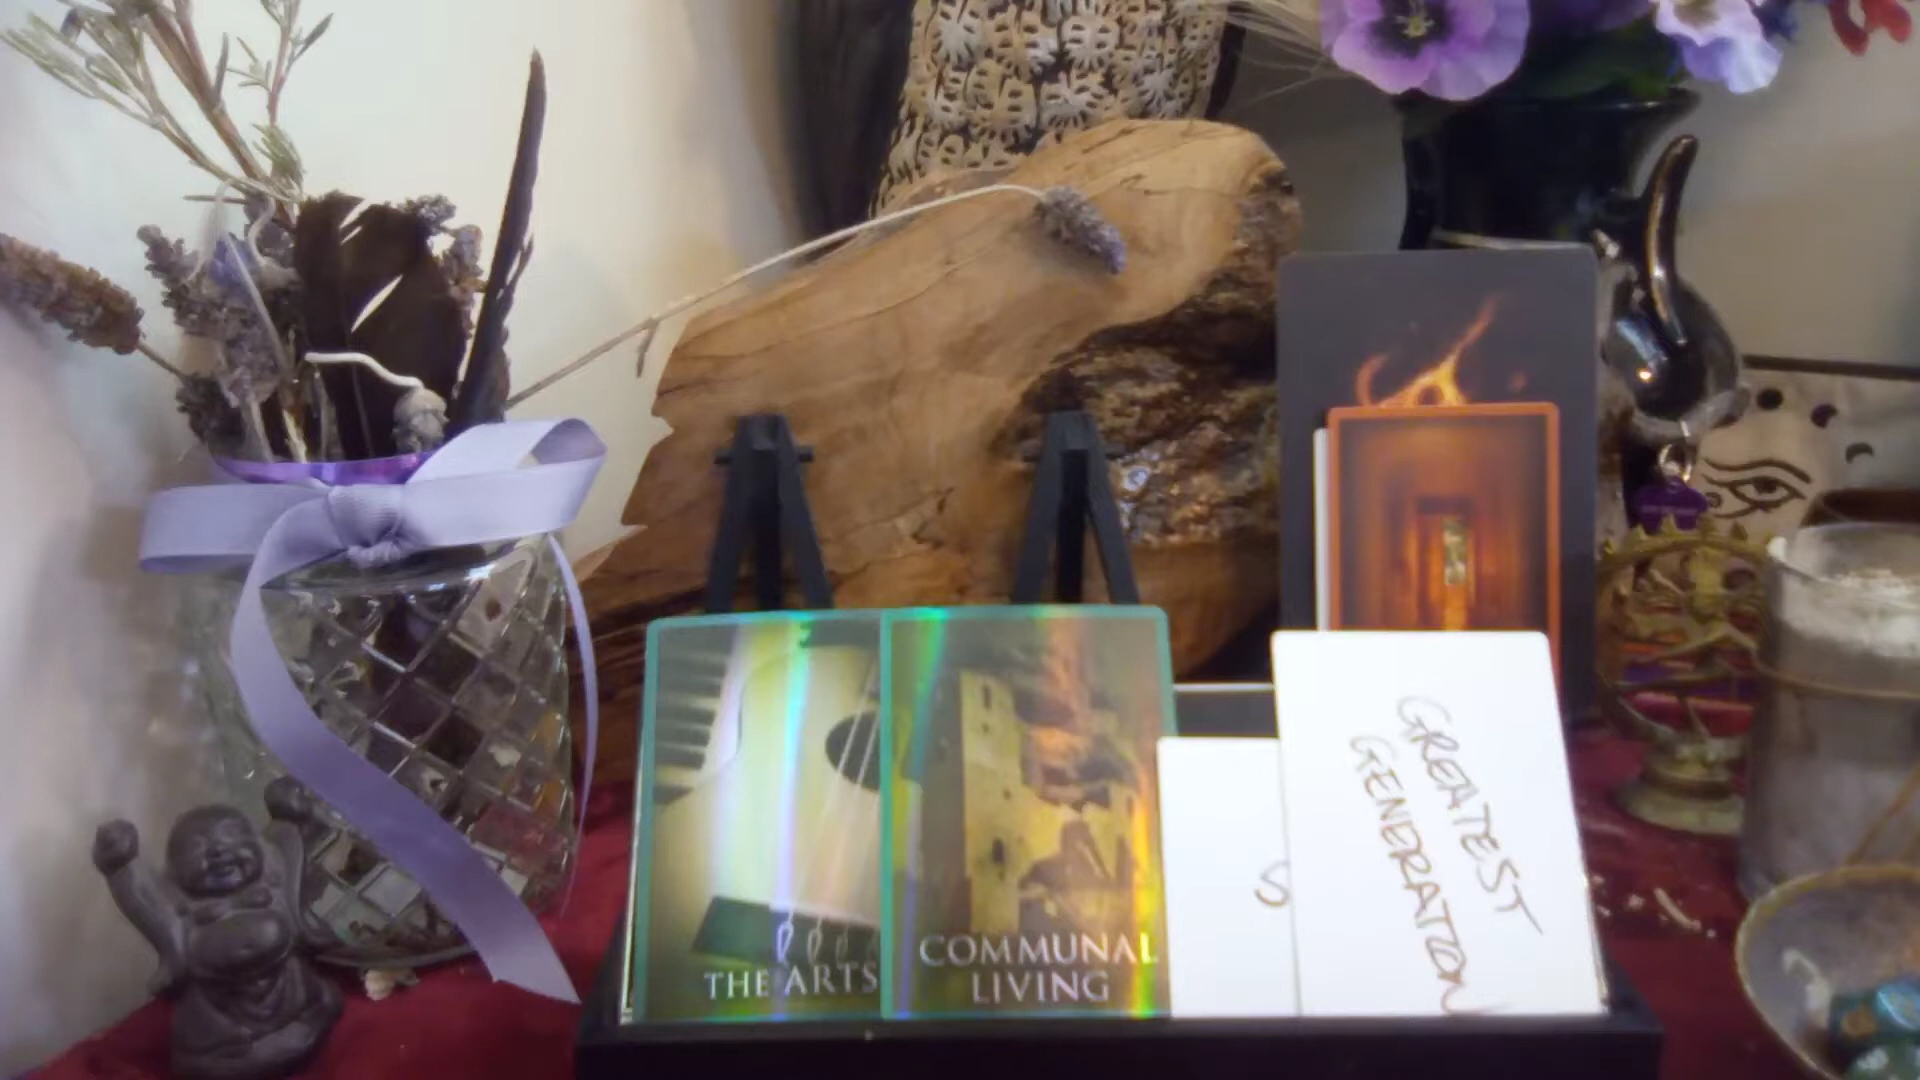 THE ARTS
COMMUNAL
LIVING
S
GREATEST
GENERATION